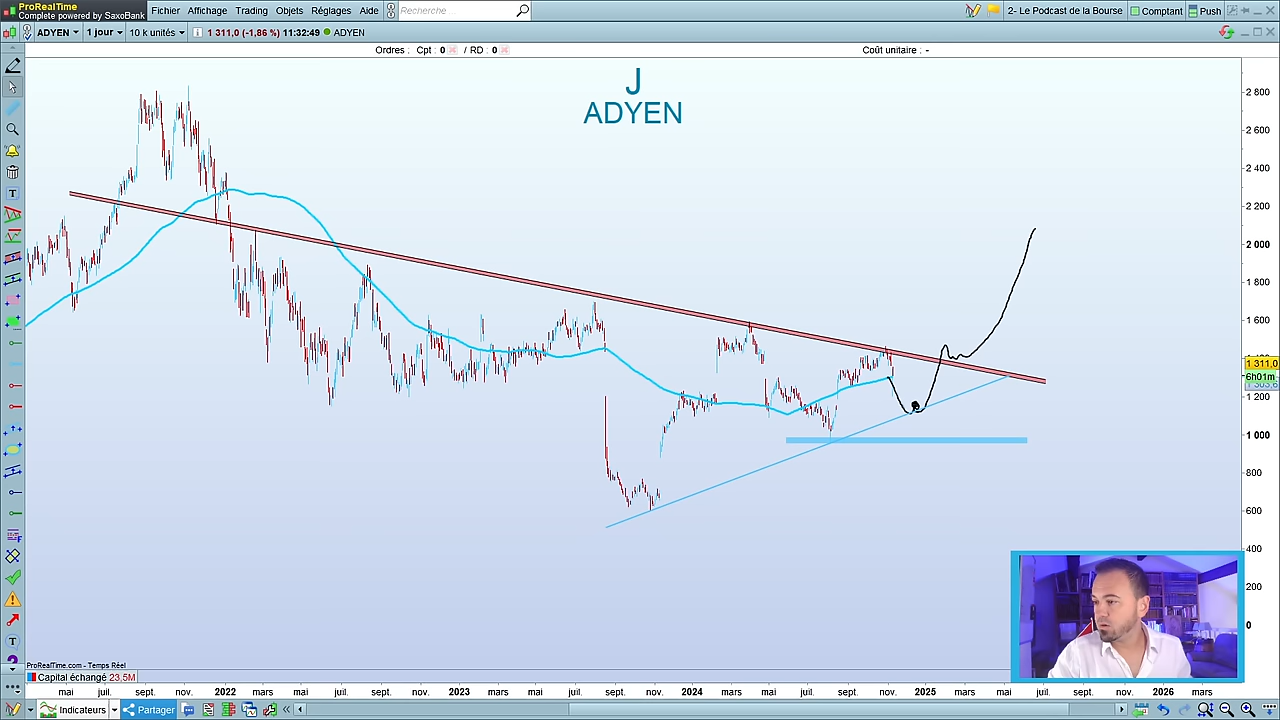 ProRealTime
Complete powered by SaxoBank
Fichier Affichage Trading Objets Réglages Aide Recherche 2- Le Podcast de la Bourse Comptant Push
ADYEN 1 jour 10 k unités 1 311,0 (-1,86 %) 11:32:49 ADYEN
Ordres : Cpt : 0 / RD : 0 Coût unitaire : -
J
ADYEN
2 800
2 600
2 400
2 200
2 000
1 800
1 600
1 311,0
6h01m
1 200
1 000
800
600
400
200
0
ProRealTime.com - Temps Réel
Capital échangé 23,5M
mai juil. sept. nov. 2022 mars mai juil. sept. nov. 2023 mars mai juil. sept. nov. 2024 mars mai juil. sept. nov. 2025 mars mai juil. sept. nov. 2026 mars
Indicateurs Partager